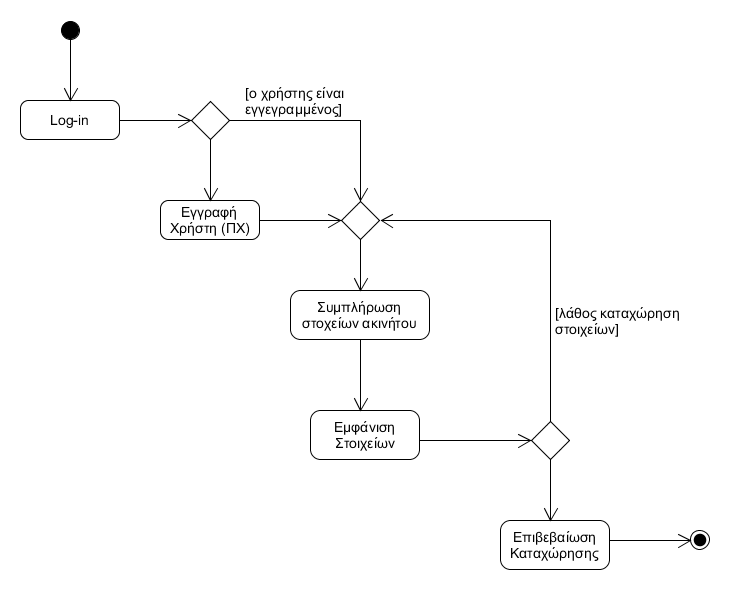 [ο χρήστης είναι
εγγεγραμμένος]
Log-in
Εγγραφή
Χρήστη (ΠΧ)
Συμπλήρωση
στοχείων ακινήτου
[λάθος καταχώρηση
στοιχείων]
Εμφάνιση
Στοιχείων
Επιβεβαίωση
Καταχώρησης